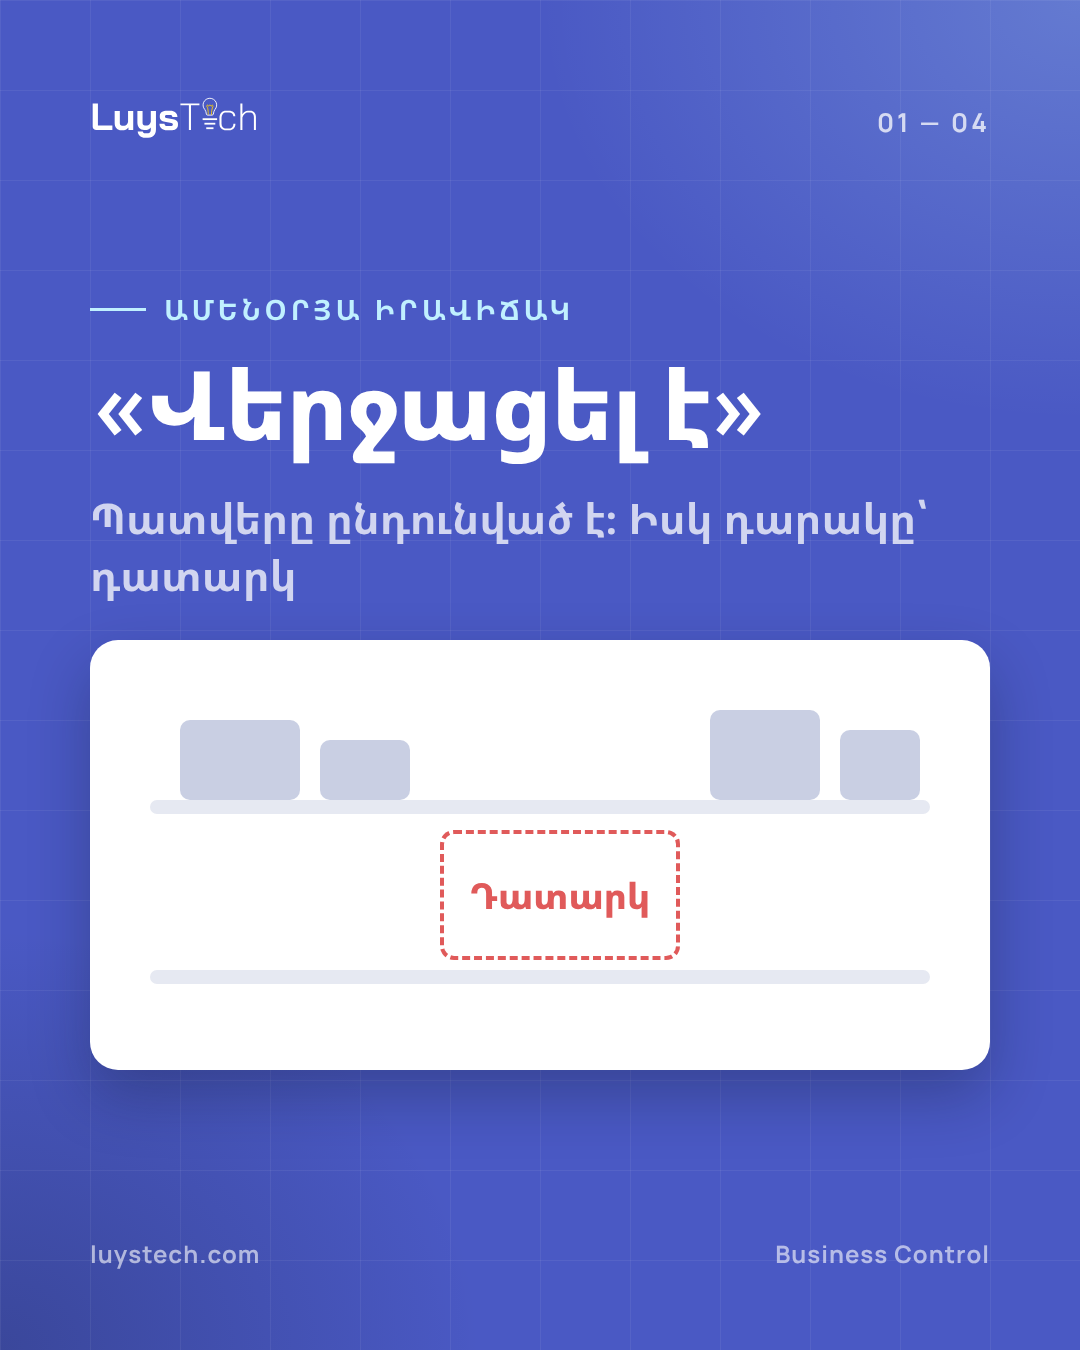 LuysTech
01 — 04
ԱՄԵՆՕՐՅԱ ԻՐԱՎԻՃԱԿ
«Վերջացել է»
Պատվերը ընդունված է: Իսկ դարակը՝
դատարկ
Դատարկ
luystech.com
Business Control